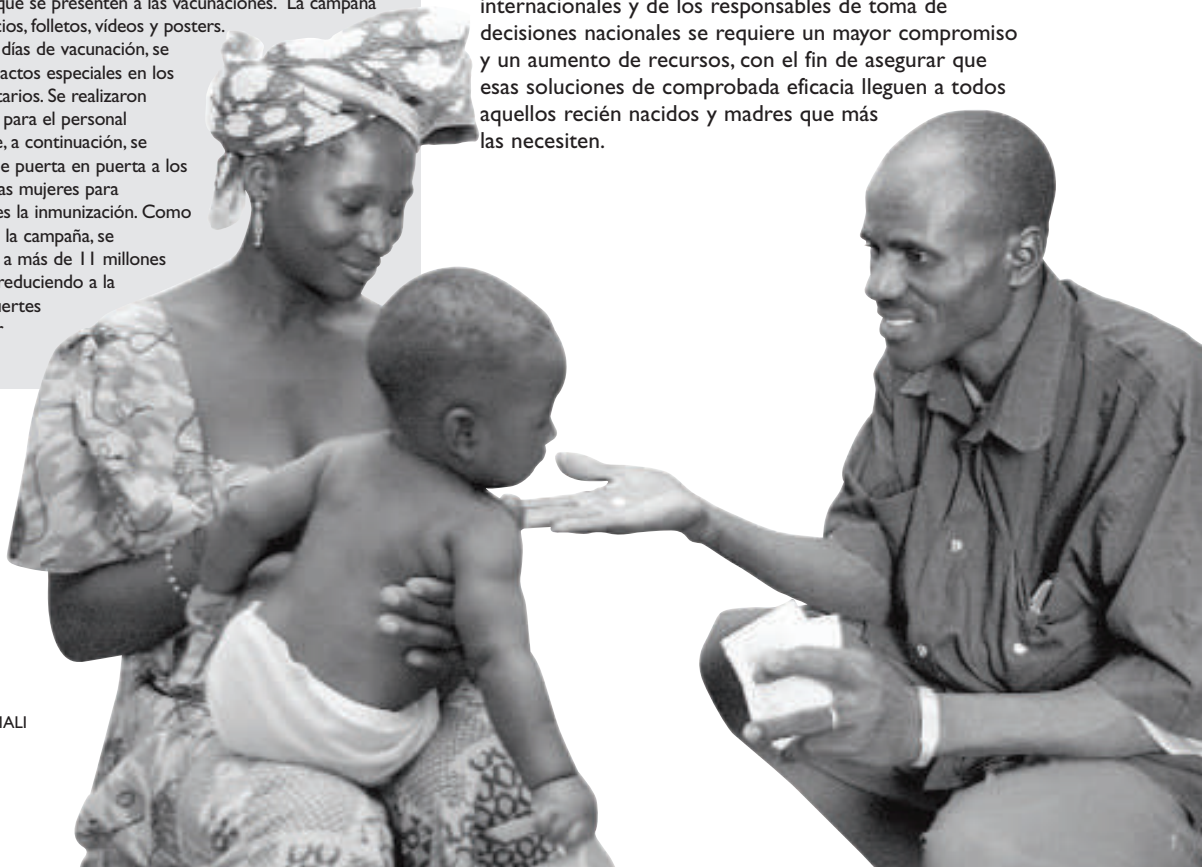 que se presenten a las vacunaciones. La campaña
cios, folletos, vídeos y posters.
días de vacunación, se
actos especiales en los
tarios. Se realizaron
para el personal
e, a continuación, se
e puerta en puerta a los
as mujeres para
es la inmunización. Como
la campaña, se
a más de 11 millones
reduciendo a la
uertes
r
internacionales y de los responsables de toma de
decisiones nacionales se requiere un mayor compromiso
y un aumento de recursos, con el fin de asegurar que
esas soluciones de comprobada eficacia lleguen a todos
aquellos recién nacidos y madres que más
las necesiten.
ALI